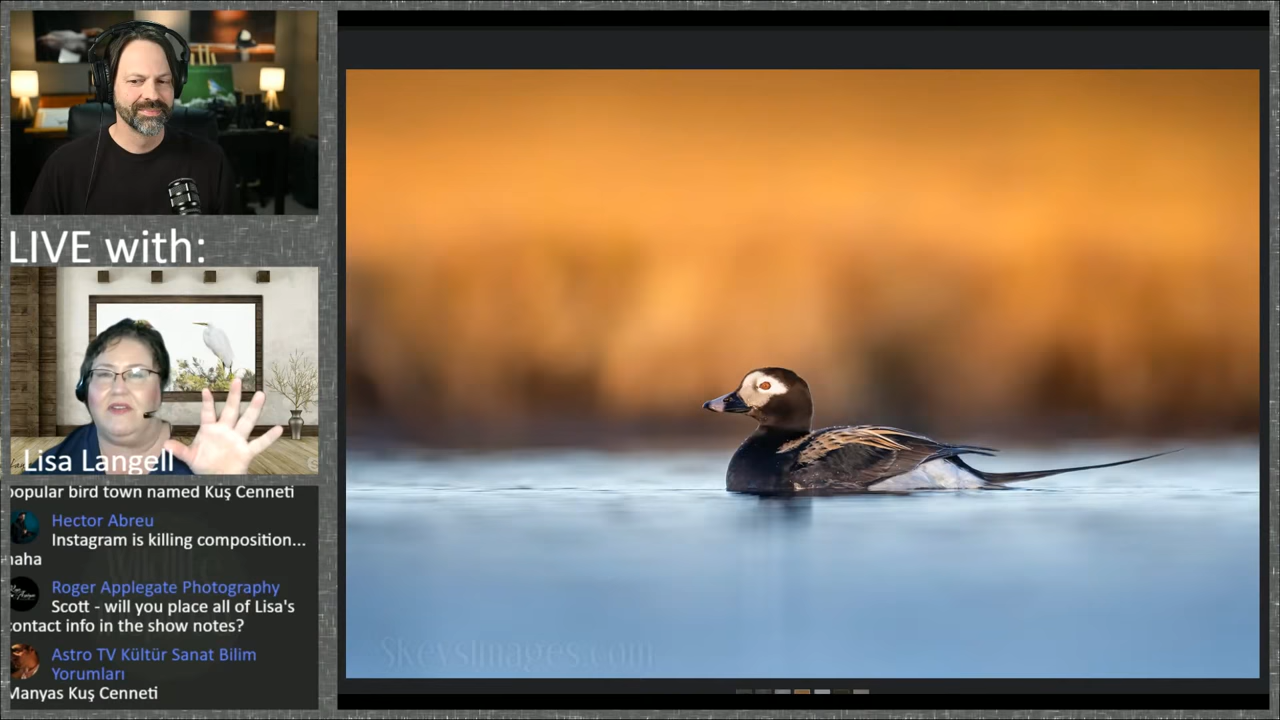 LIVE with:
Lisa Langell
popular bird town named Kuş Cenneti
Hector Abreu
Instagram is killing composition...
haha
Roger Applegate Photography
Scott - will you place all of Lisa's
contact info in the show notes?
Astro TV Kültür Sanat Bilim
Yorumları
Manyas Kuş Cenneti
SkeysImages.com